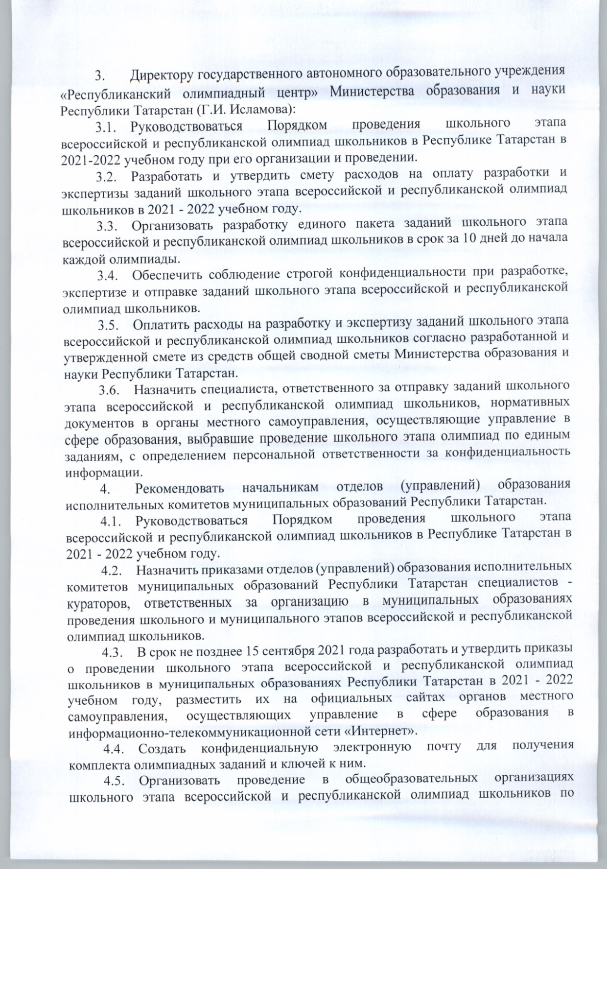 3. Директору государственного автономного образовательного учреждения
«Республиканский олимпиадный центр» Министерства образования и науки
Республики Татарстан (Г.И. Исламова):
3.1. Руководствоваться Порядком проведения школьного этапа
всероссийской и республиканской олимпиад школьников в Республике Татарстан в
2021-2022 учебном году при его организации и проведении.
3.2. Разработать и утвердить смету расходов на оплату разработки и
экспертизы заданий школьного этапа всероссийской и республиканской олимпиад
школьников в 2021 - 2022 учебном году.
3.3. Организовать разработку единого пакета заданий школьного этапа
всероссийской и республиканской олимпиад школьников в срок за 10 дней до начала
каждой олимпиады.
3.4. Обеспечить соблюдение строгой конфиденциальности при разработке,
экспертизе и отправке заданий школьного этапа всероссийской и республиканской
олимпиад школьников.
3.5. Оплатить расходы на разработку и экспертизу заданий школьного этапа
всероссийской и республиканской олимпиад школьников согласно разработанной и
утвержденной смете из средств общей сводной сметы Министерства образования и
науки Республики Татарстан.
3.6. Назначить специалиста, ответственного за отправку заданий школьного
этапа всероссийской и республиканской олимпиад школьников, нормативных
документов в органы местного самоуправления, осуществляющие управление в
сфере образования, выбравшие проведение школьного этапа олимпиад по единым
заданиям, с определением персональной ответственности за конфиденциальность
информации.
4. Рекомендовать начальникам отделов (управлений) образования
исполнительных комитетов муниципальных образований Республики Татарстан.
4.1. Руководствоваться Порядком проведения школьного этапа
всероссийской и республиканской олимпиад школьников в Республике Татарстан в
2021 - 2022 учебном году.
4.2. Назначить приказами отделов (управлений) образования исполнительных
комитетов муниципальных образований Республики Татарстан специалистов -
кураторов, ответственных за организацию в муниципальных образованиях
проведения школьного и муниципального этапов всероссийской и республиканской
олимпиад школьников.
4.3. В срок не позднее 15 сентября 2021 года разработать и утвердить приказы
о проведении школьного этапа всероссийской и республиканской олимпиад
школьников в муниципальных образованиях Республики Татарстан в 2021 - 2022
учебном году, разместить их на официальных сайтах органов местного
самоуправления, осуществляющих управление в сфере образования в
информационно-телекоммуникационной сети «Интернет».
4.4. Создать конфиденциальную электронную почту для получения
комплекта олимпиадных заданий и ключей к ним.
4.5. Организовать проведение в общеобразовательных организациях
школьного этапа всероссийской и республиканской олимпиад школьников по